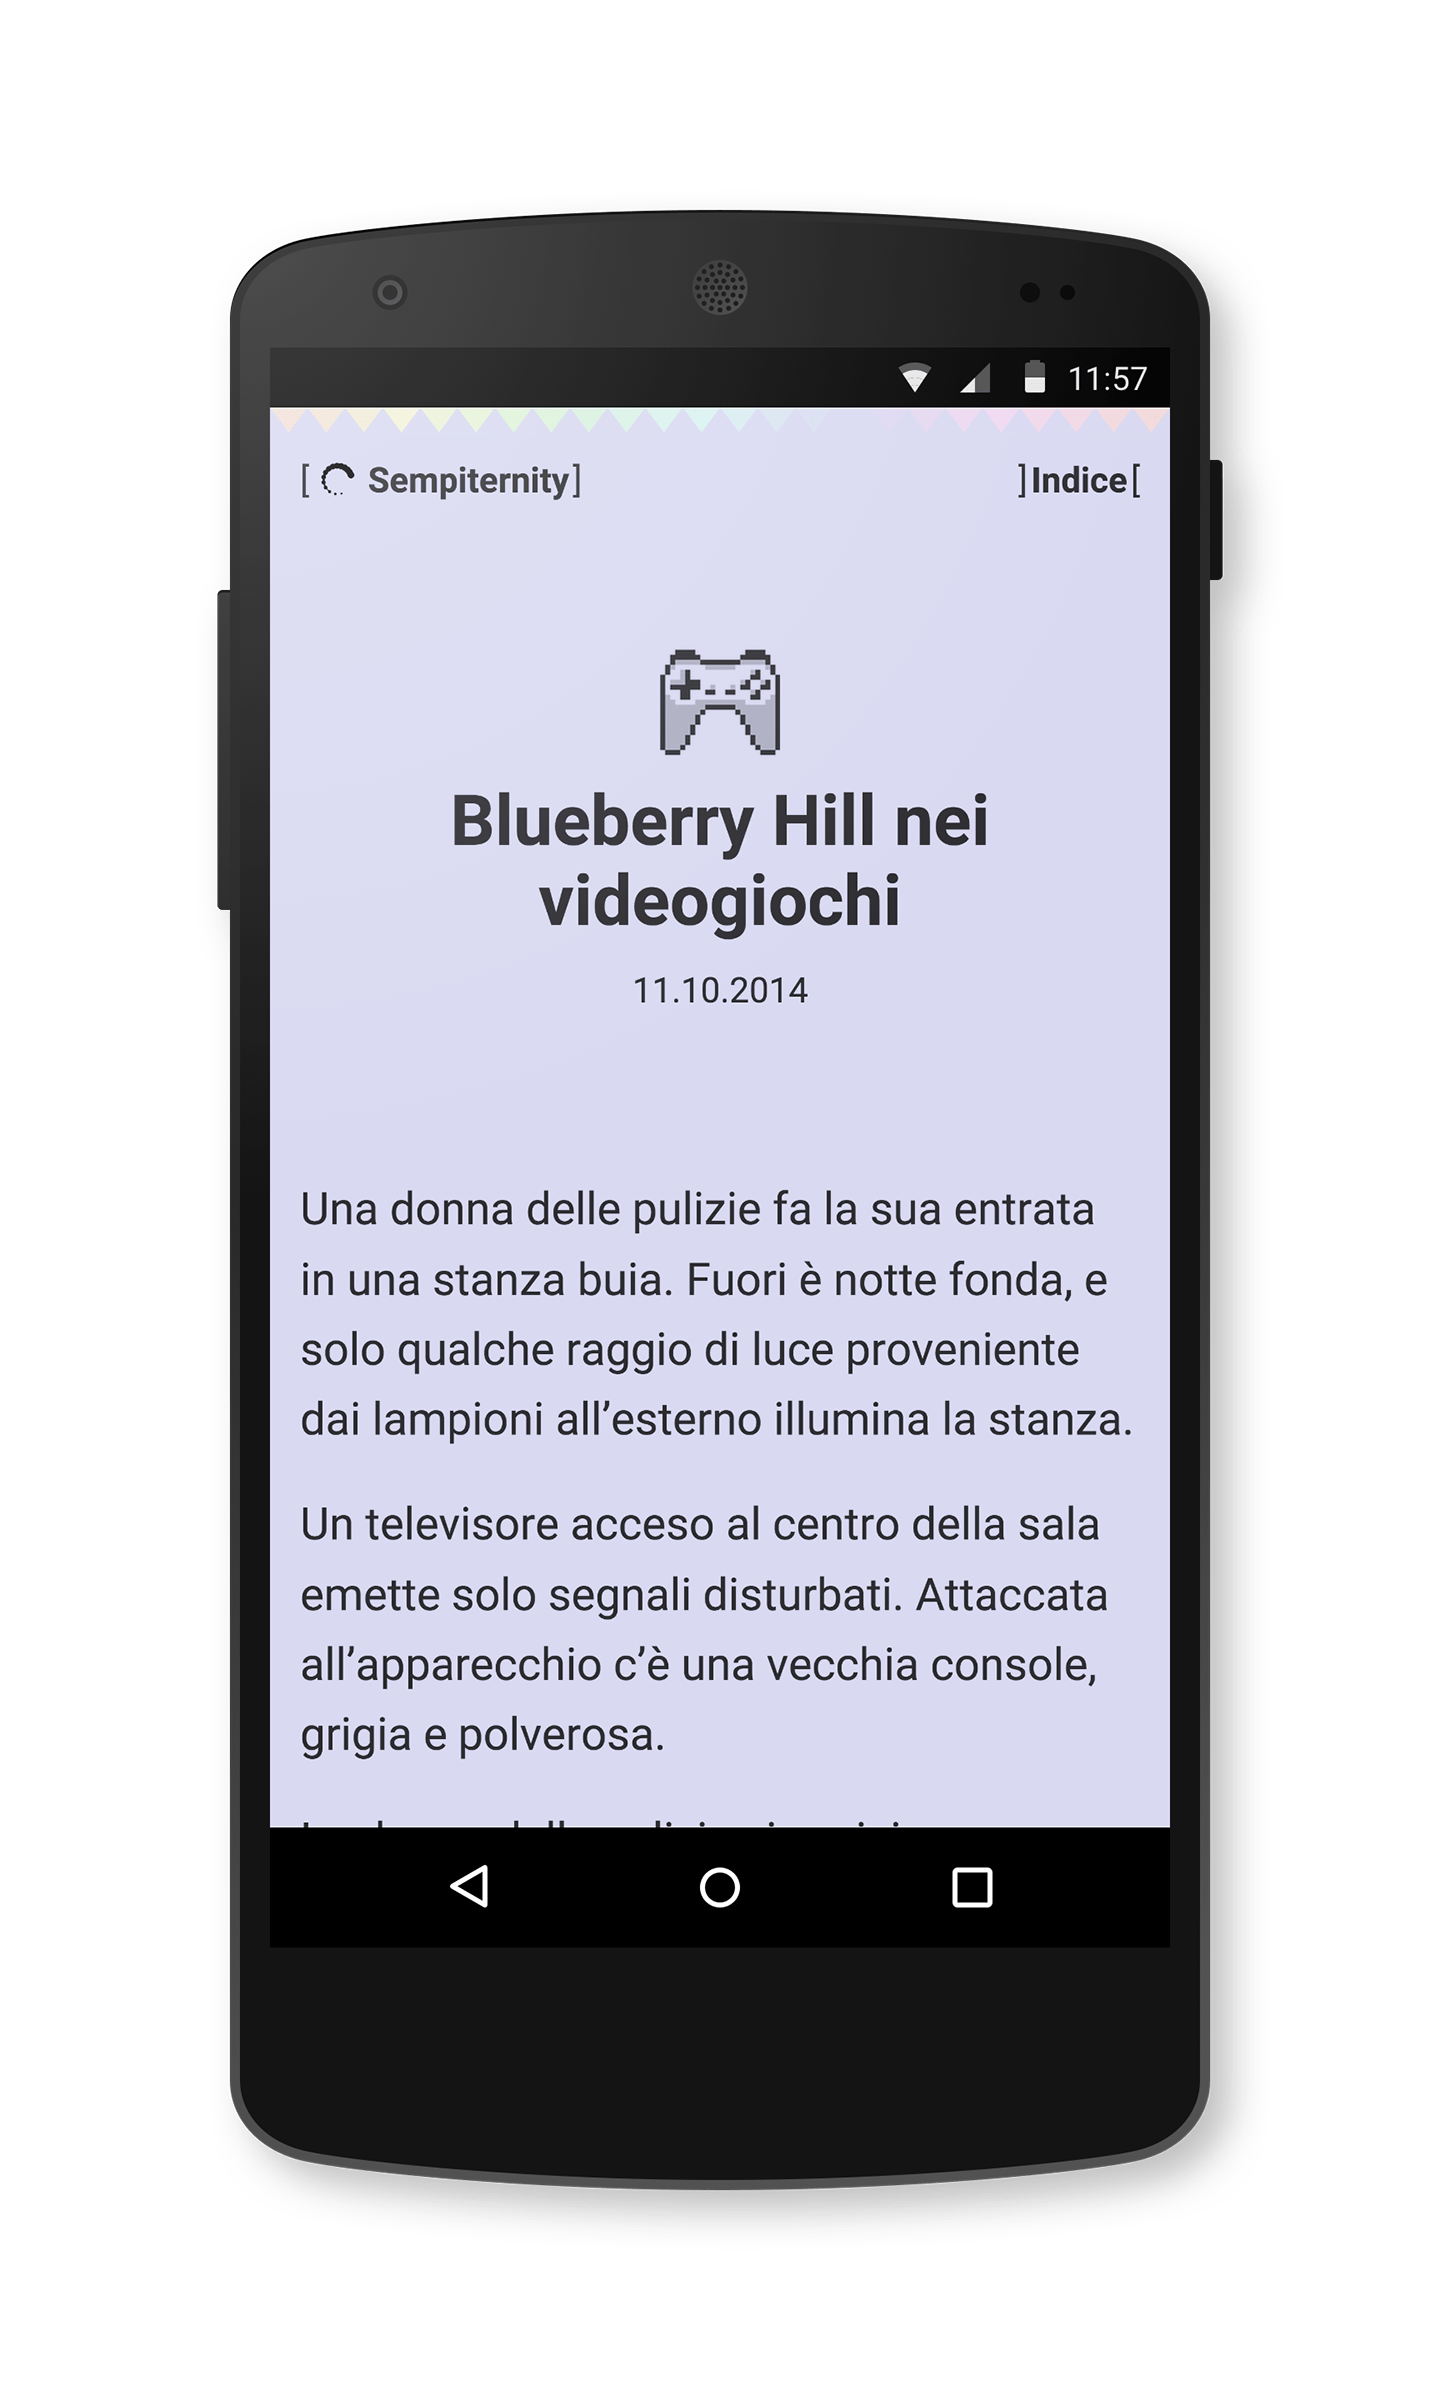 11:57
[ Sempiternity]
]Indice[
Blueberry Hill nei
videogiochi
11.10.2014
Una donna delle pulizie fa la sua entrata
in una stanza buia. Fuori è notte fonda, e
solo qualche raggio di luce proveniente
dai lampioni all’esterno illumina la stanza.
Un televisore acceso al centro della sala
emette solo segnali disturbati. Attaccata
all’apparecchio c’è una vecchia console,
grigia e polverosa.